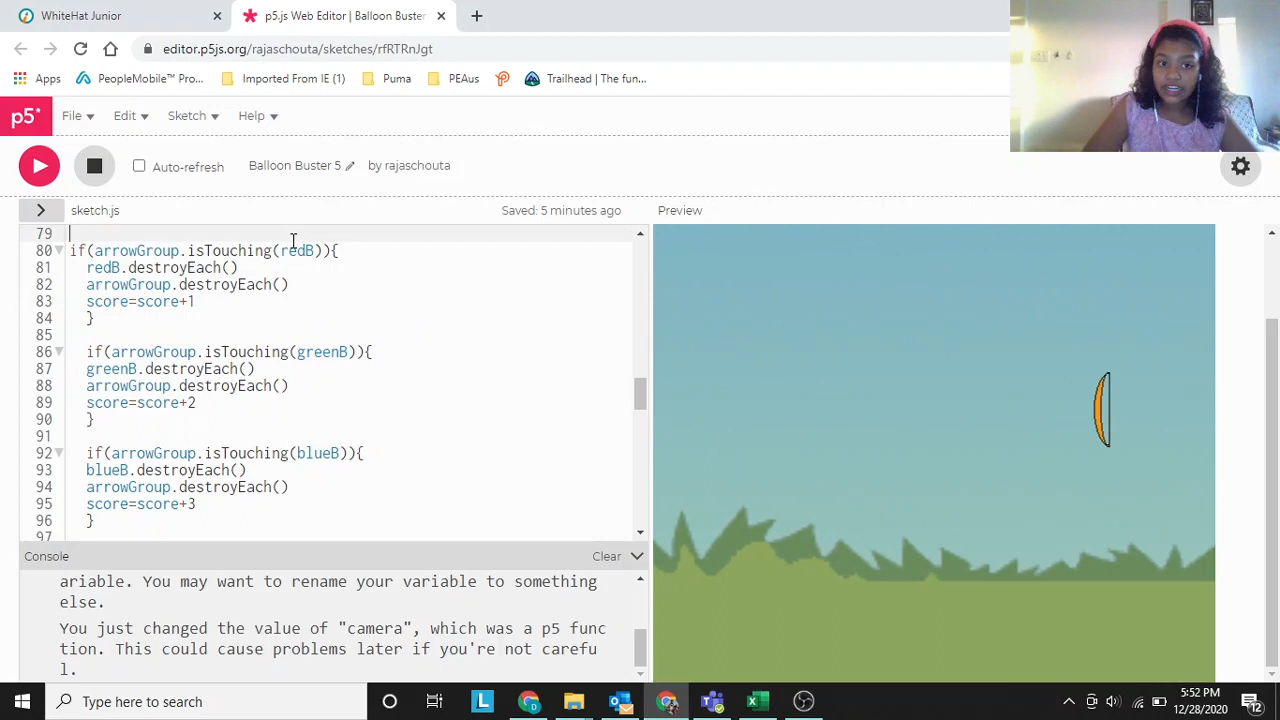 WhiteHat Junior
p5.js Web Editor | Balloon Buster
editor.p5js.org/rajaschouta/sketches/rfRTRnJgt
Apps
PeopleMobile™ Pro...
Imported From IE (1)
Puma
PEAus
Trailhead | The fun...
p5*
File
Edit
Sketch
Help
Auto-refresh
Balloon Buster 5
by rajaschouta
sketch.js
Saved: 5 minutes ago
Preview
79
80 if(arrowGroup.isTouching(redB)){
81 redB.destroyEach()
82 arrowGroup.destroyEach()
83 score=score+1
84 }
85
86 if(arrowGroup.isTouching(greenB)){
87 greenB.destroyEach()
88 arrowGroup.destroyEach()
89 score=score+2
90 }
91
92 if(arrowGroup.isTouching(blueB)){
93 blueB.destroyEach()
94 arrowGroup.destroyEach()
95 score=score+3
96 }
97
Console
Clear
ariable. You may want to rename your variable to something
else.
You just changed the value of "camera", which was a p5 func
tion. This could cause problems later if you're not carefu
l.
Type here to search
L
5:52 PM
12/28/2020
12